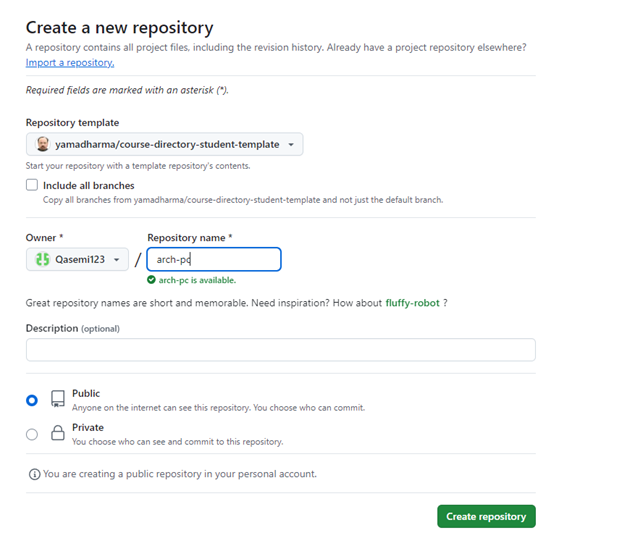 Create a new repository
A repository contains all project files, including the revision history. Already have a project repository elsewhere?
Import a repository.
Required fields are marked with an asterisk (*).
Repository template
yamadharma/course-directory-student-template
Start your repository with a template repository's contents.
Include all branches
Copy all branches from yamadharma/course-directory-student-template and not just the default branch.
Owner * Repository name *
Qasemi123 / arch-pc
arch-pc is available.
Great repository names are short and memorable. Need inspiration? How about fluffy-robot ?
Description (optional)
Public
Anyone on the internet can see this repository. You choose who can commit.
Private
You choose who can see and commit to this repository.
You are creating a public repository in your personal account.
Create repository